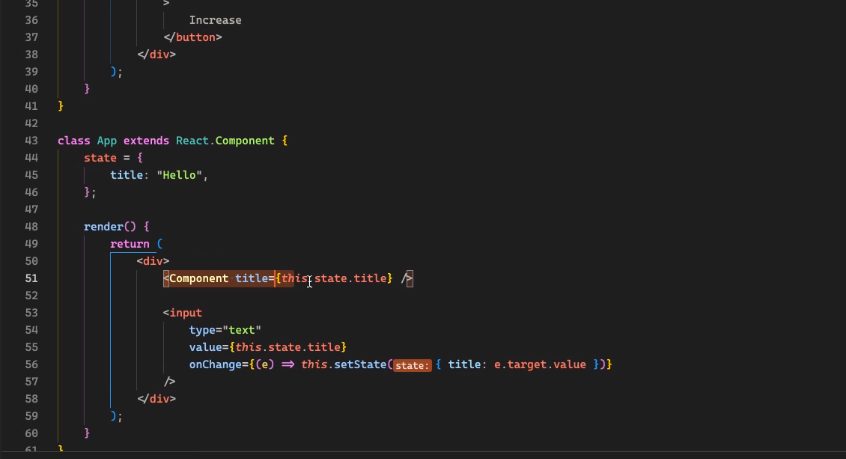 35 >
36 Increase
37 </button>
38 </div>
39 );
40 }
41 }
42
43 class App extends React.Component {
44 state = {
45 title: "Hello",
46 };
47
48 render() {
49 return (
50 <div>
51 <Component title={this.state.title} />
52
53 <input
54 type="text"
55 value={this.state.title}
56 onChange={(e) => this.setState(state: { title: e.target.value })}
57 />
58 </div>
59 );
60 }
61 }